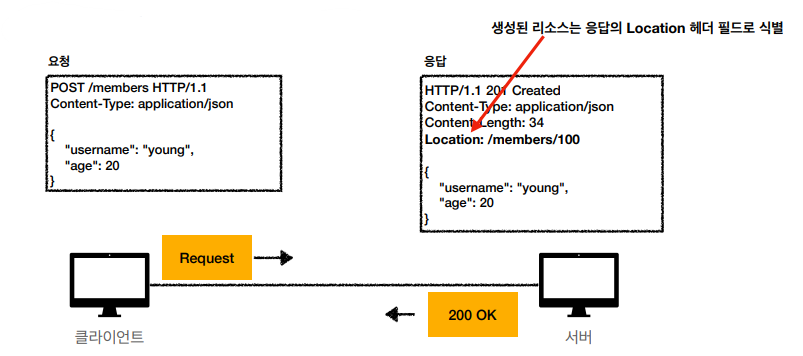 생성된 리소스는 응답의 Location 헤더 필드로 식별
요청
POST /members HTTP/1.1
Content-Type: application/json
{
"username": "young",
"age": 20
}
응답
HTTP/1.1 201 Created
Content-Type: application/json
Content-Length: 34
Location: /members/100
{
"username": "young",
"age": 20
}
Request
200 OK
클라이언트
서버